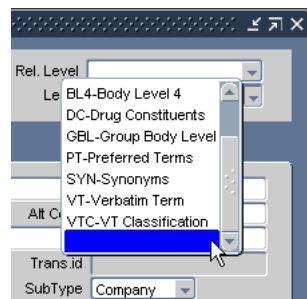 Rel. Level
Le
BL4-Body Level 4
DC-Drug Constituents
GBL-Group Body Level
PT-Preferred Terms
SYN-Synonyms
VT-Verbatim Term
VTC-VT Classification
Alt Co
Trans.id
SubType Company